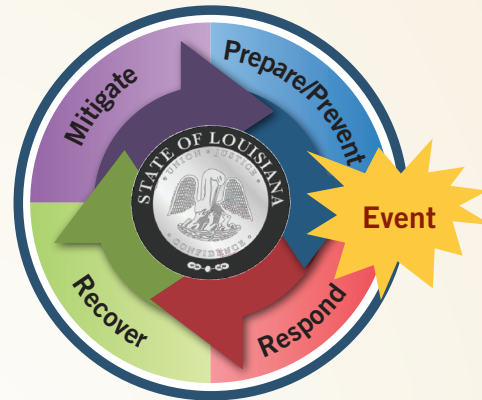 Mitigate
Prepare/Prevent
STATE OF LOUISIANA
UNION · JUSTICE
CONFIDENCE
Event
Recover
Respond